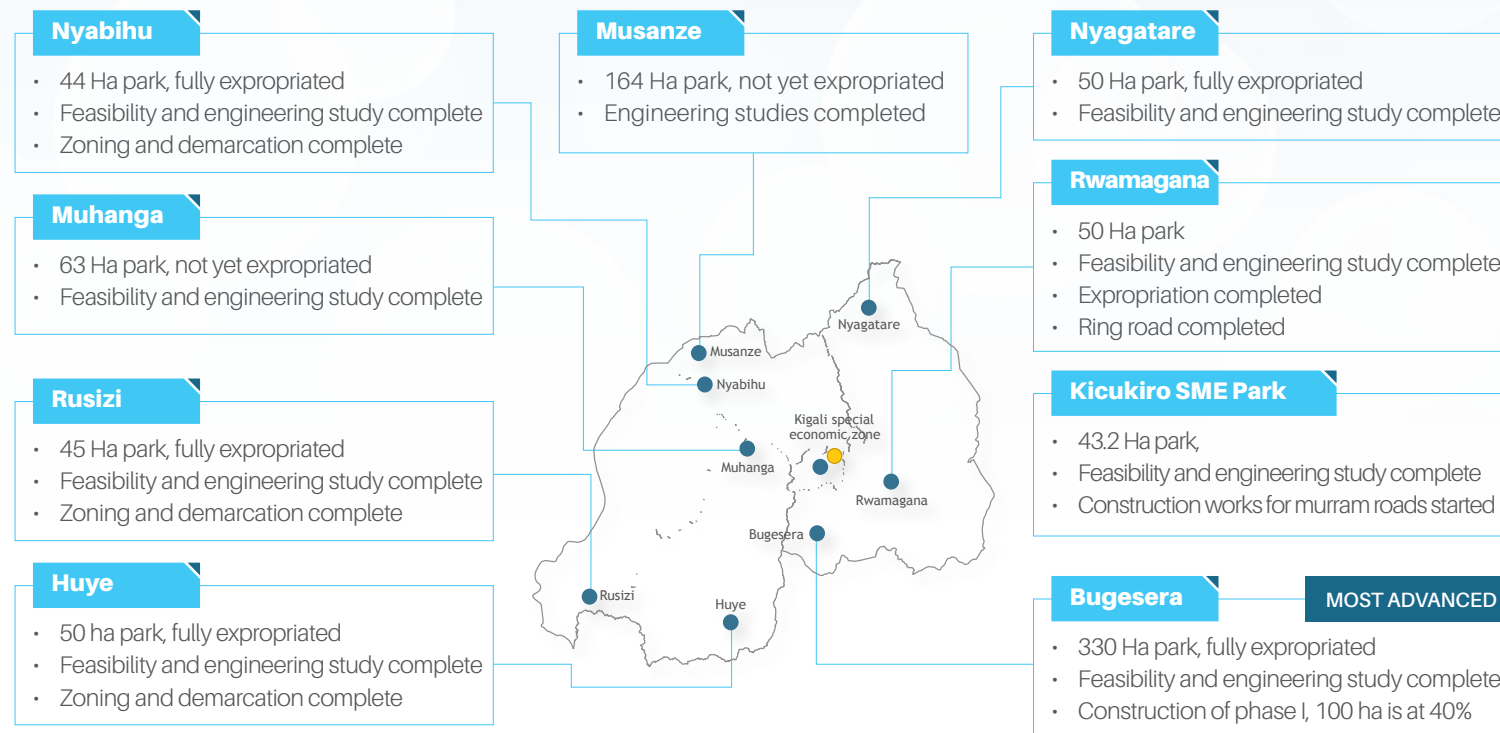 Nyabihu
• 44 Ha park, fully expropriated
• Feasibility and engineering study complete
• Zoning and demarcation complete
Muhanga
• 63 Ha park, not yet expropriated
• Feasibility and engineering study complete
Rusizi
• 45 Ha park, fully expropriated
• Feasibility and engineering study complete
• Zoning and demarcation complete
Huye
• 50 ha park, fully expropriated
• Feasibility and engineering study complete
• Zoning and demarcation complete
Musanze
• 164 Ha park, not yet expropriated
• Engineering studies completed
Nyagatare
Musanze
Nyabihu
Kigali special
economic zone
Muhanga
Rwamagana
Bugesera
Rusizi
Huye
Nyagatare
• 50 Ha park, fully expropriated
• Feasibility and engineering study complete
Rwamagana
• 50 Ha park
• Feasibility and engineering study complete
• Expropriation completed
• Ring road completed
Kicukiro SME Park
• 43.2 Ha park,
• Feasibility and engineering study complete
• Construction works for murram roads started
Bugesera
MOST ADVANCED
• 330 Ha park, fully expropriated
• Feasibility and engineering study complete
• Construction of phase I, 100 ha is at 40%